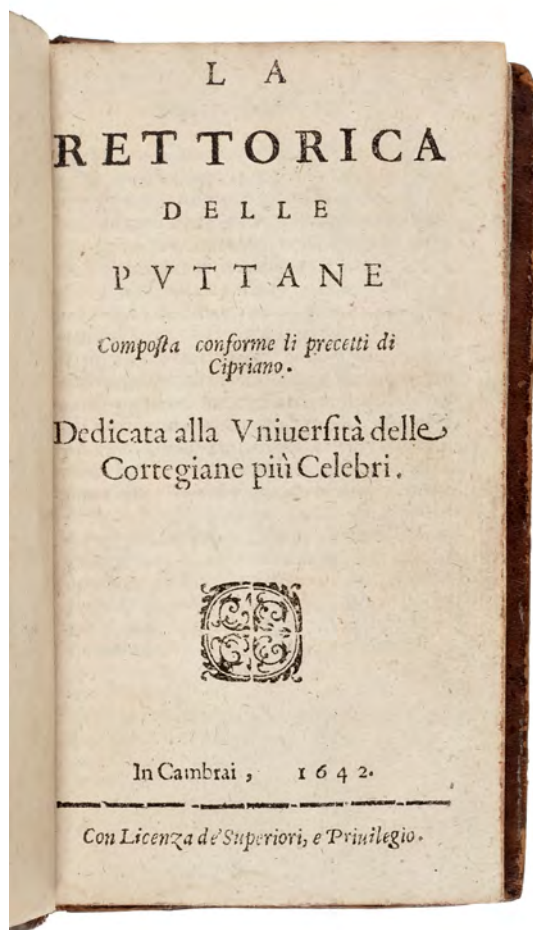 LA
RETTORICA
DELLE
PVTTANE
Compoſta conforme li precetti di
Cipriano.
Dedicata alla Vniuerſità delle
Cortegiane più Celebri.
In Cambrai, 1642.
Con Licenza de' Superiori, e Priuilegio.